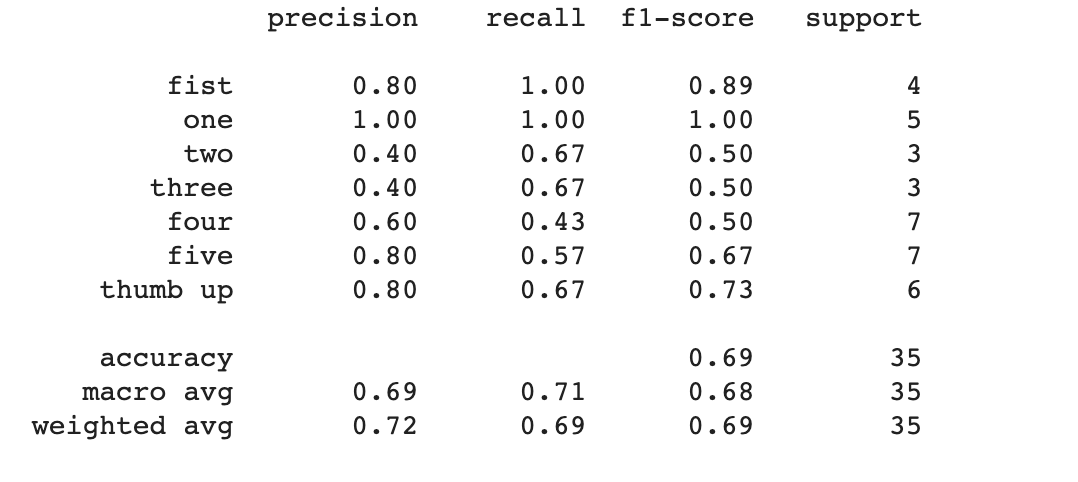 precision recall f1-score support
fist 0.80 1.00 0.89 4
one 1.00 1.00 1.00 5
two 0.40 0.67 0.50 3
three 0.40 0.67 0.50 3
four 0.60 0.43 0.50 7
five 0.80 0.57 0.67 7
thumb up 0.80 0.67 0.73 6
accuracy 0.69 35
macro avg 0.69 0.71 0.68 35
weighted avg 0.72 0.69 0.69 35